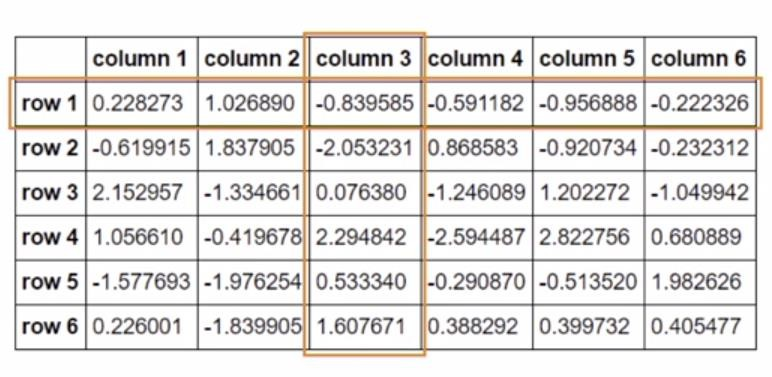 column 1 column 2 column 3 column 4 column 5 column 6
row 1 0.228273 1.026890 -0.839585 -0.591182 -0.956888 -0.222326
row 2 -0.619915 1.837905 -2.053231 0.868583 -0.920734 -0.232312
row 3 2.152957 -1.334661 0.076380 -1.246089 1.202272 -1.049942
row 4 1.056610 -0.419678 2.294842 -2.594487 2.822756 0.680889
row 5 -1.577693 -1.976254 0.533340 -0.290870 -0.513520 1.982626
row 6 0.226001 -1.839905 1.607671 0.388292 0.399732 0.405477